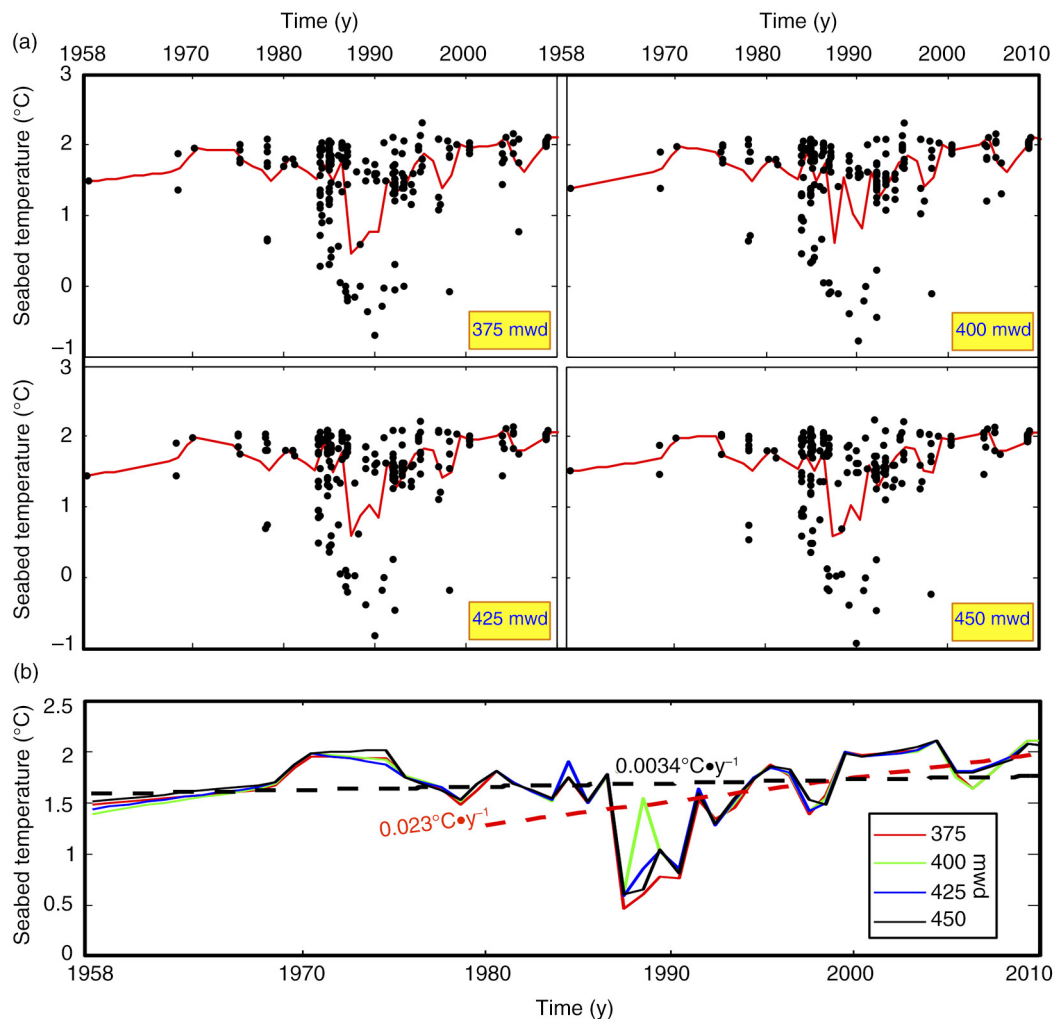 Time (y)
Time (y)
(a)
1958 1970 1980 1990 2000 1958 1970 1980 1990 2000 2010
Seabed temperature (°C)
3
2
1
0
−1
375 mwd
400 mwd
Seabed temperature (°C)
3
2
1
0
−1
425 mwd
450 mwd
(b)
Seabed temperature (°C)
2.5
2
1.5
1
0.5
0
0.0034°C•y⁻¹
0.023°C•y⁻¹
375
400
425
450
mwd
1958 1970 1980 1990 2000 2010
Time (y)